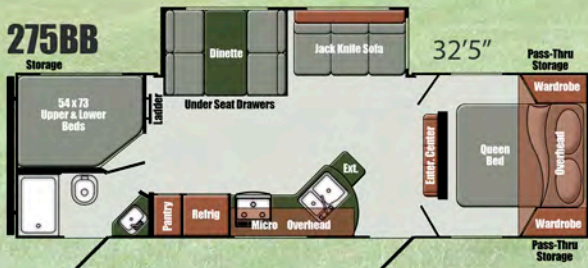 275BB
Storage
54 x 73
Upper & Lower
Beds
Ladder
Dinette
Under Seat Drawers
Jack Knife Sofa
32'5"
Pass-Thru
Storage
Wardrobe
Enter. Center
Queen
Bed
Overhead
Ext.
Pantry
Refrig
Micro
Overhead
Wardrobe
Pass-Thru
Storage